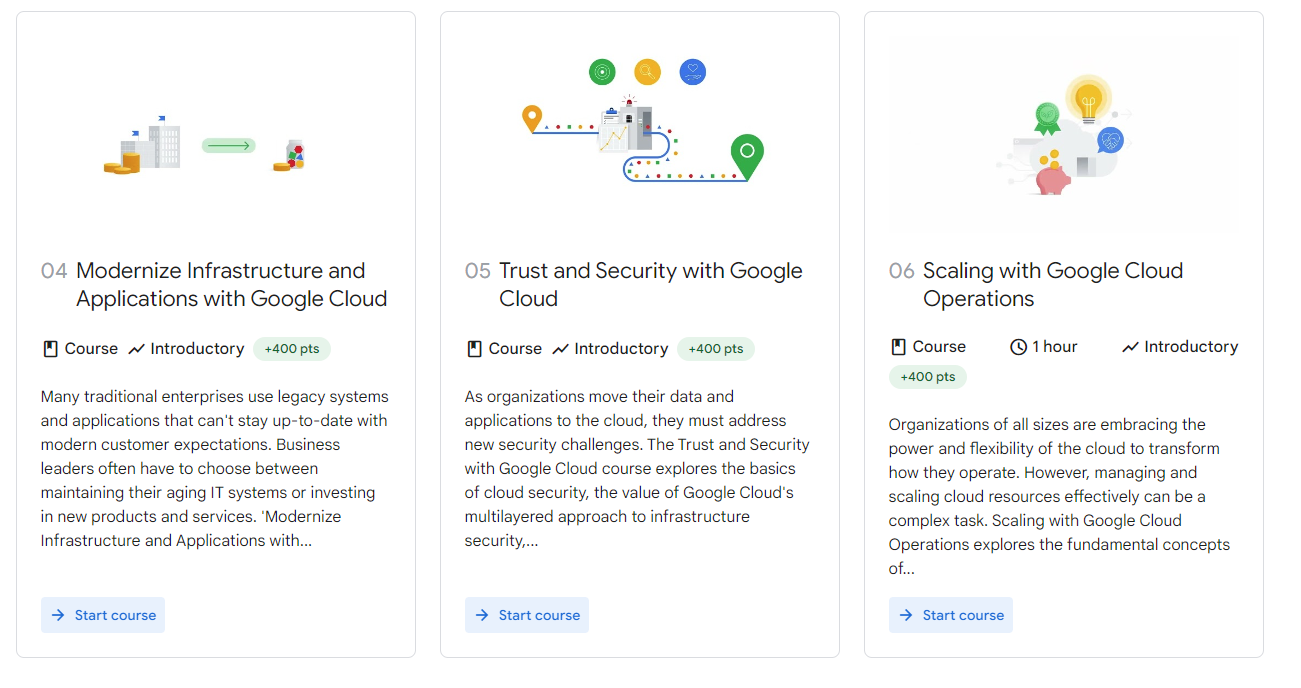 04 Modernize Infrastructure and
Applications with Google Cloud
Course Introductory +400 pts
Many traditional enterprises use legacy systems
and applications that can't stay up-to-date with
modern customer expectations. Business
leaders often have to choose between
maintaining their aging IT systems or investing
in new products and services. 'Modernize
Infrastructure and Applications with...
Start course
05 Trust and Security with Google
Cloud
Course Introductory +400 pts
As organizations move their data and
applications to the cloud, they must address
new security challenges. The Trust and Security
with Google Cloud course explores the basics
of cloud security, the value of Google Cloud's
multilayered approach to infrastructure
security,...
Start course
06 Scaling with Google Cloud
Operations
Course 1 hour Introductory
+400 pts
Organizations of all sizes are embracing the
power and flexibility of the cloud to transform
how they operate. However, managing and
scaling cloud resources effectively can be a
complex task. Scaling with Google Cloud
Operations explores the fundamental concepts
of...
Start course